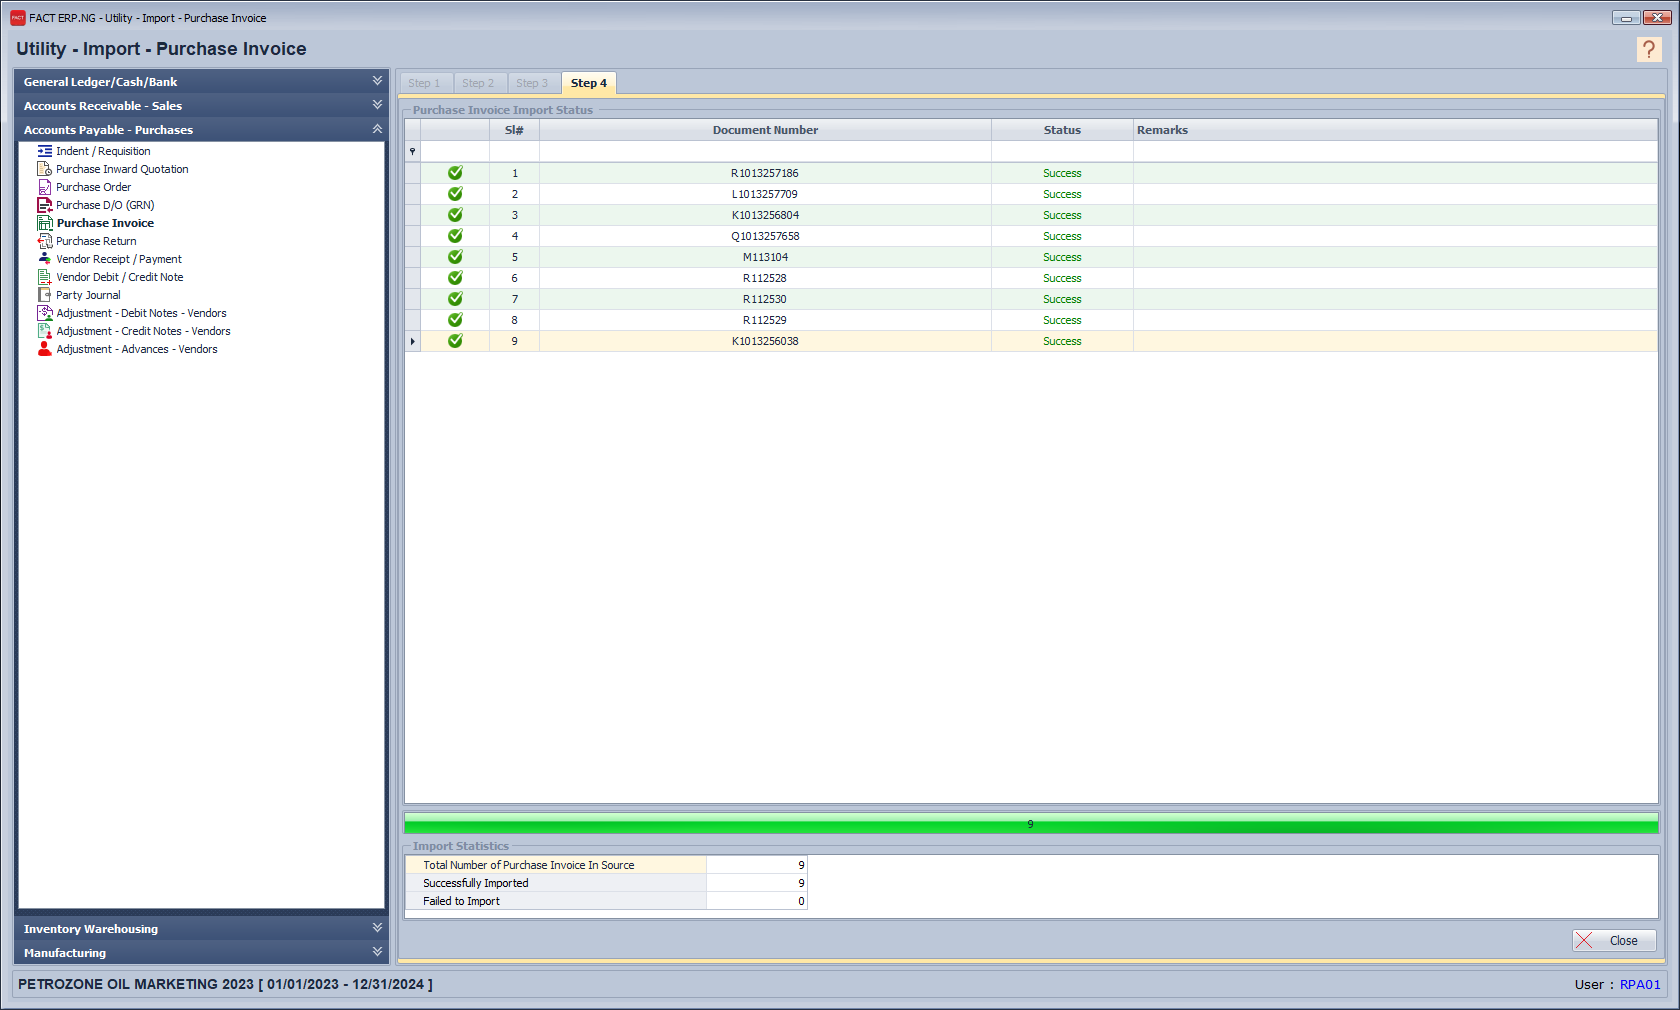 FACT ERP.NG - Utility - Import - Purchase Invoice
Utility - Import - Purchase Invoice
?
General Ledger/Cash/Bank
Accounts Receivable - Sales
Accounts Payable - Purchases
Indent / Requisition
Purchase Inward Quotation
Purchase Order
Purchase D/O (GRN)
Purchase Invoice
Purchase Return
Vendor Receipt / Payment
Vendor Debit / Credit Note
Party Journal
Adjustment - Debit Notes - Vendors
Adjustment - Credit Notes - Vendors
Adjustment - Advances - Vendors
Inventory Warehousing
Manufacturing
Step 1 Step 2 Step 3 Step 4
Purchase Invoice Import Status
Sl# Document Number Status Remarks
1 R1013257186 Success
2 L1013257709 Success
3 K1013256804 Success
4 Q1013257658 Success
5 M113104 Success
6 R112528 Success
7 R112530 Success
8 R112529 Success
9 K1013256038 Success
9
Import Statistics
Total Number of Purchase Invoice In Source 9
Successfully Imported 9
Failed to Import 0
Close
PETROZONE OIL MARKETING 2023 [ 01/01/2023 - 12/31/2024 ]
User : RPA01